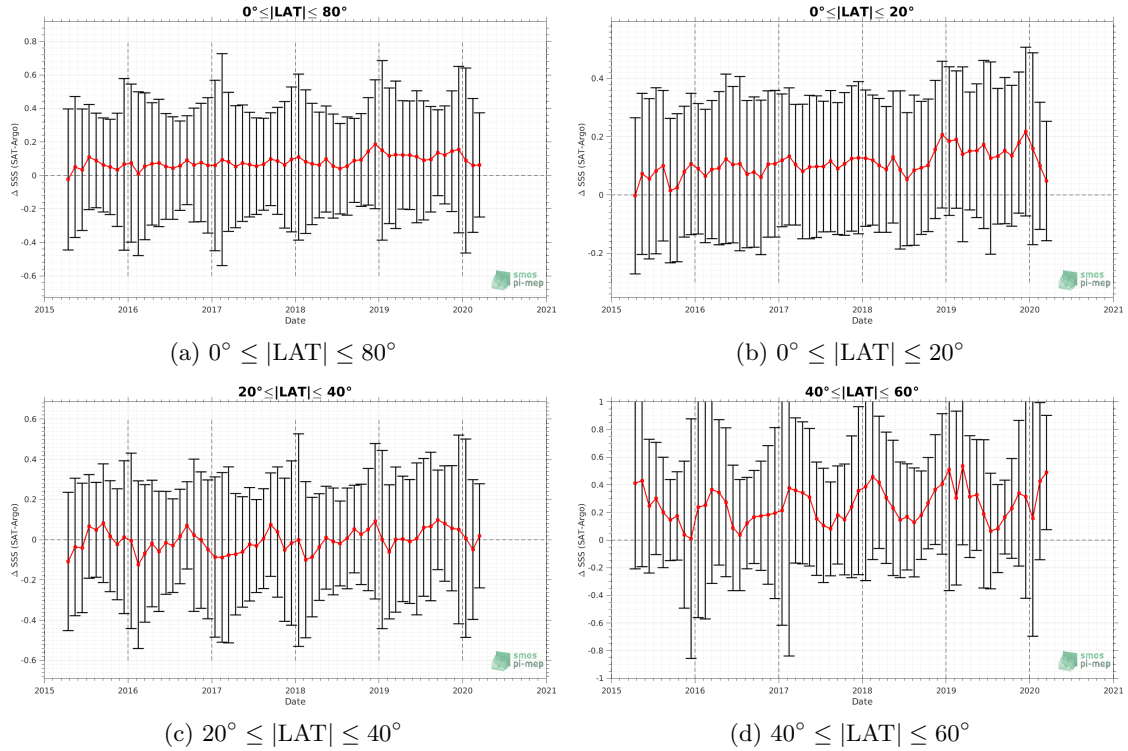 0°≤|LAT|≤ 80°
0.8
0.6
0.4
0.2
0
-0.2
-0.4
-0.6
Δ SSS (SAT-Argo)
2015 2016 2017 2018 2019 2020 2021
Date
smos
pi-mep
(a) 0° ≤ |LAT| ≤ 80°
0°≤|LAT|≤ 20°
0.4
0.2
0
-0.2
Δ SSS (SAT-Argo)
2015 2016 2017 2018 2019 2020 2021
Date
smos
pi-mep
(b) 0° ≤ |LAT| ≤ 20°
20°≤|LAT|≤ 40°
0.6
0.4
0.2
0
-0.2
-0.4
-0.6
Δ SSS (SAT-Argo)
2015 2016 2017 2018 2019 2020 2021
Date
smos
pi-mep
(c) 20° ≤ |LAT| ≤ 40°
40°≤|LAT|≤ 60°
1
0.8
0.6
0.4
0.2
0
-0.2
-0.4
-0.6
-0.8
-1
Δ SSS (SAT-Argo)
2015 2016 2017 2018 2019 2020 2021
Date
smos
pi-mep
(d) 40° ≤ |LAT| ≤ 60°